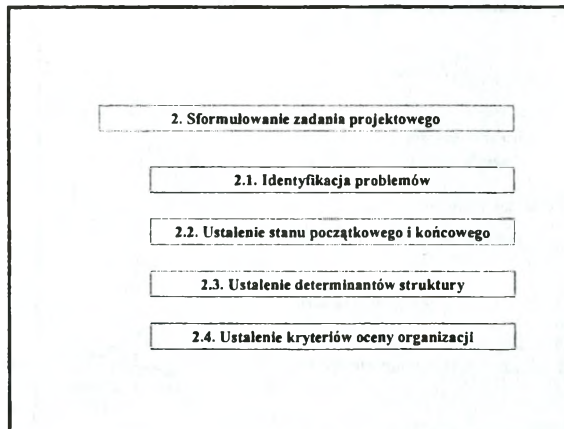 2. Sformułowanie zadania projektowego
2.1. Identyfikacja problemów
2.2. Ustalenie stanu początkowego i końcowego
2.3. Ustalenie determinantów struktury
2.4. Ustalenie kryteriów oceny organizacji